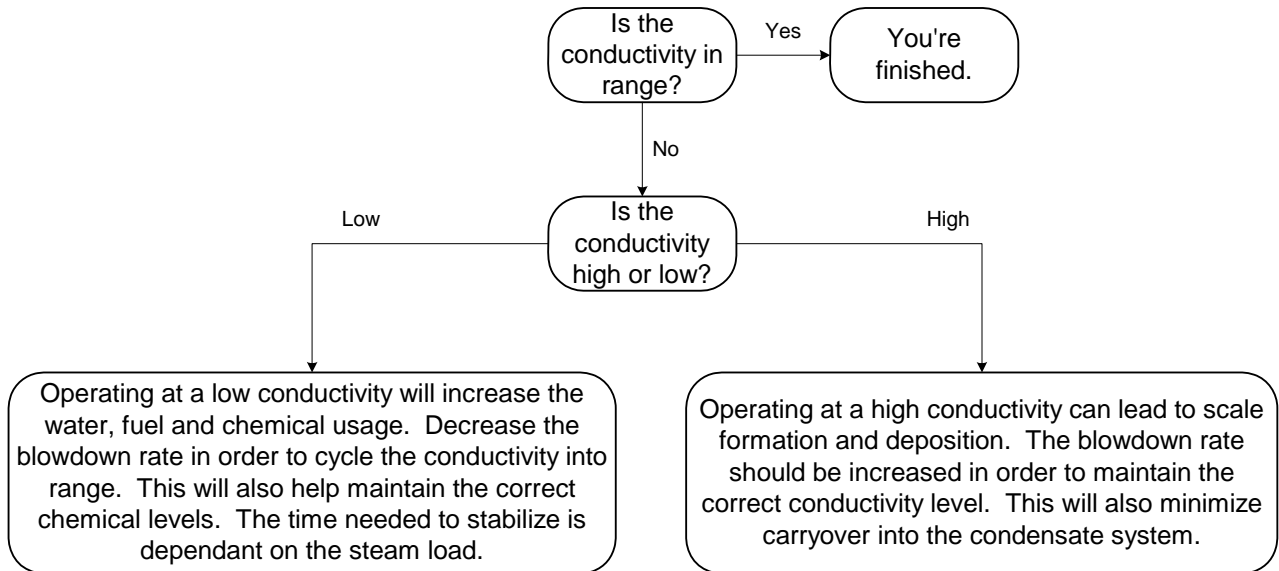 Is the
conductivity in
range?
Yes
You're
finished.
No
Is the
conductivity
high or low?
Low
High
Operating at a low conductivity will increase the
water, fuel and chemical usage.  Decrease the
blowdown rate in order to cycle the conductivity into
range.  This will also help maintain the correct
chemical levels.  The time needed to stabilize is
dependant on the steam load.
Operating at a high conductivity can lead to scale
formation and deposition.  The blowdown rate
should be increased in order to maintain the
correct conductivity level.  This will also minimize
carryover into the condensate system.